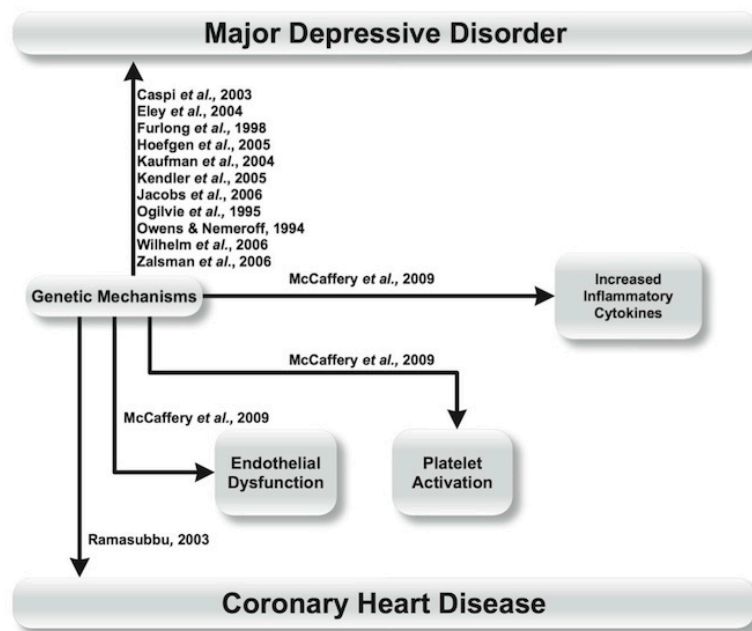 Major Depressive Disorder
Caspi et al., 2003
Eley et al., 2004
Furlong et al., 1998
Hoefgen et al., 2005
Kaufman et al., 2004
Kendler et al., 2005
Jacobs et al., 2006
Ogilvie et al., 1995
Owens & Nemeroff, 1994
Wilhelm et al., 2006
Zalsman et al., 2006
Genetic Mechanisms
McCaffery et al., 2009
Increased
Inflammatory
Cytokines
McCaffery et al., 2009
McCaffery et al., 2009
Endothelial
Dysfunction
Platelet
Activation
Ramasubbu, 2003
Coronary Heart Disease